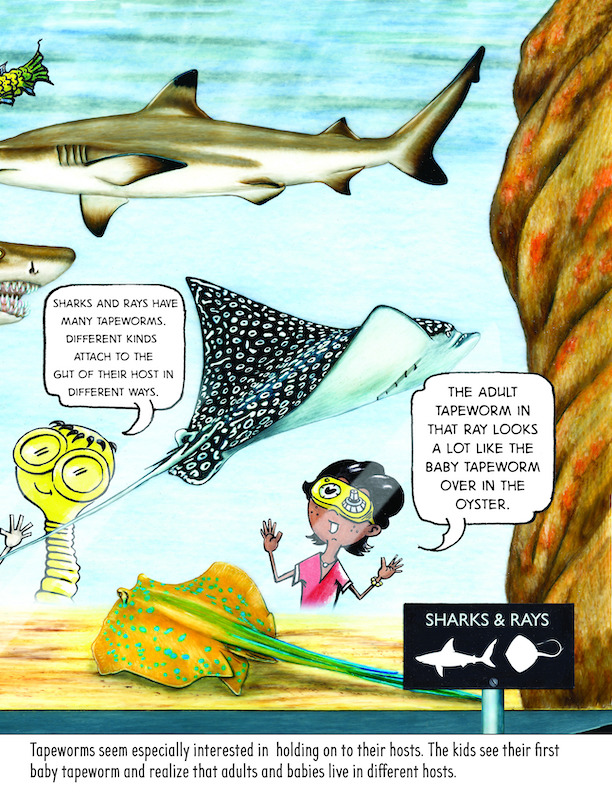 SHARKS AND RAYS HAVE
MANY TAPEWORMS.
DIFFERENT KINDS
ATTACH TO THE
GUT OF THEIR HOST IN
DIFFERENT WAYS.
THE ADULT
TAPEWORM IN
THAT RAY LOOKS
A LOT LIKE THE
BABY TAPEWORM
OVER IN THE
OYSTER.
SHARKS & RAYS
Tapeworms seem especially interested in holding on to their hosts. The kids see their first
baby tapeworm and realize that adults and babies live in different hosts.